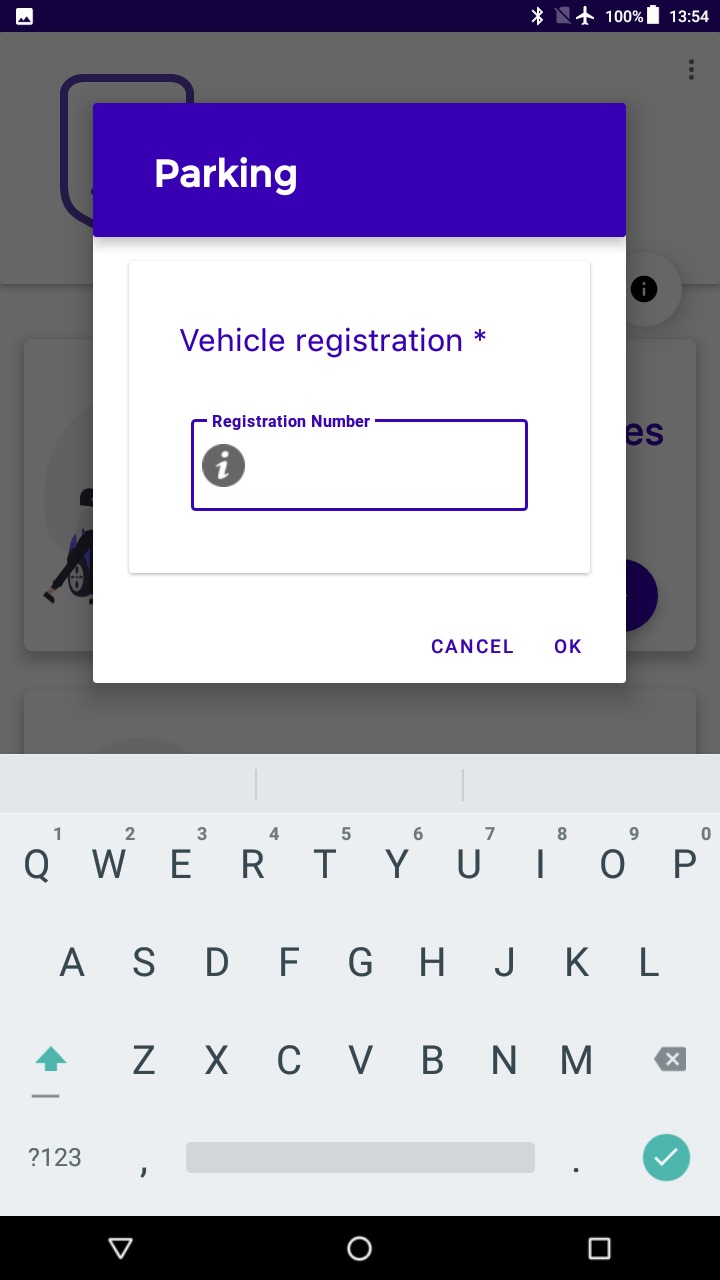 100% 13:54
Parking
Vehicle registration *
Registration Number
i
es
CANCEL OK
1 2 3 4 5 6 7 8 9 0
Q W E R T Y U I O P
A S D F G H J K L
Z X C V B N M
?123 , .